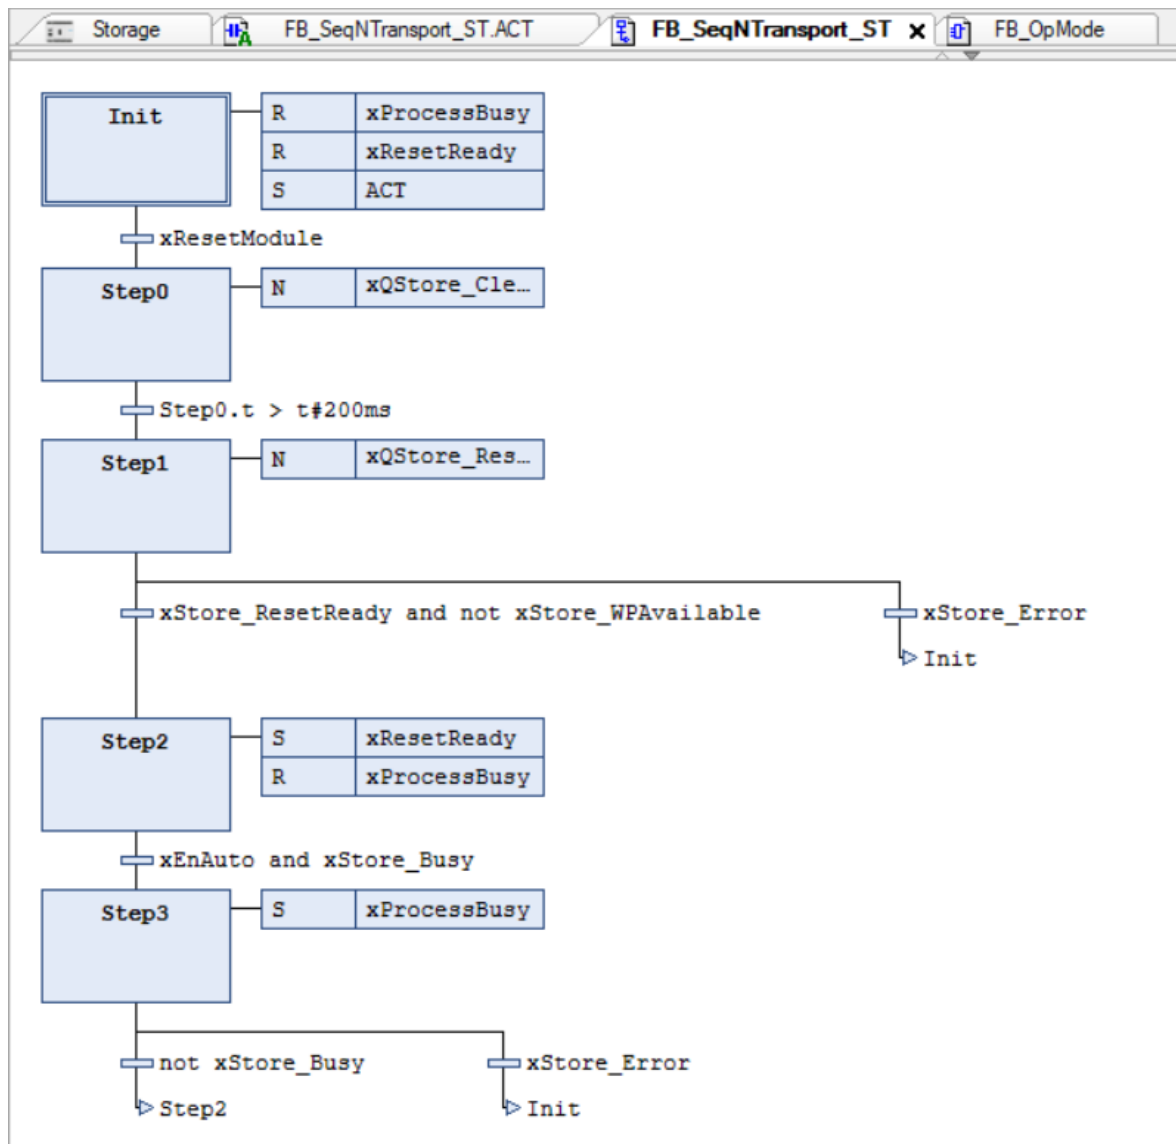 Storage FB_SeqNTransport_ST.ACT FB_SeqNTransport_ST FB_OpMode
Init R xProcessBusy
R xResetReady
S ACT
xResetModule
Step0 N xQStore_Cle…
Step0.t > t#200ms
Step1 N xQStore_Res…
xStore_ResetReady and not xStore_WPAvailable xStore_Error
Init
Step2 S xResetReady
R xProcessBusy
xEnAuto and xStore_Busy
Step3 S xProcessBusy
not xStore_Busy xStore_Error
Step2 Init